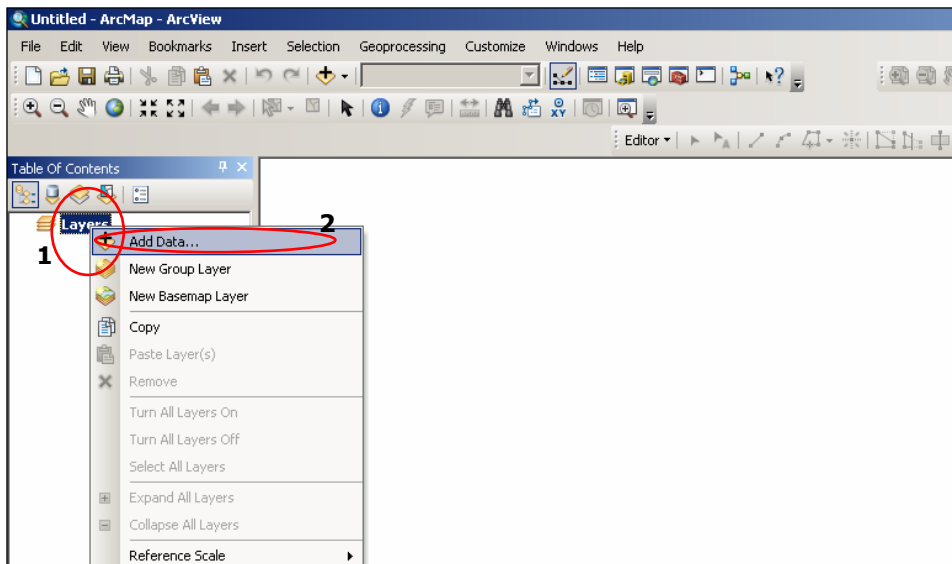 Untitled - ArcMap - ArcView
File Edit View Bookmarks Insert Selection Geoprocessing Customize Windows Help
Editor
Table Of Contents
Layers
1
2
Add Data...
New Group Layer
New Basemap Layer
Copy
Paste Layer(s)
Remove
Turn All Layers On
Turn All Layers Off
Select All Layers
Expand All Layers
Collapse All Layers
Reference Scale